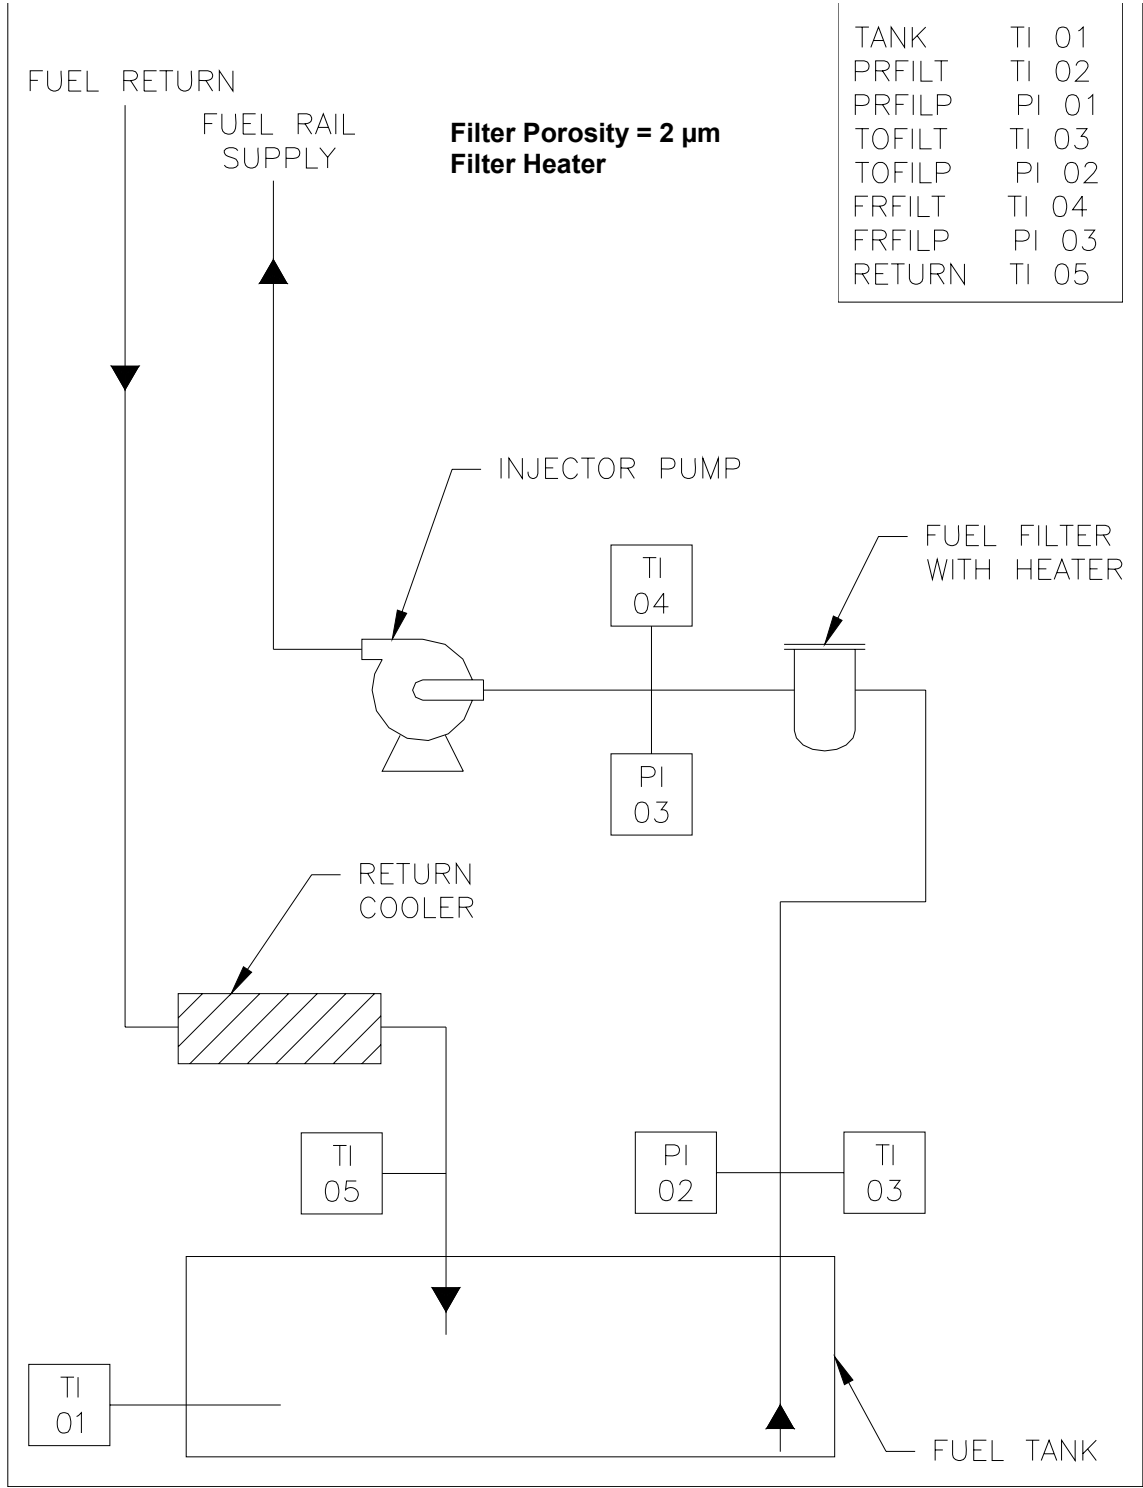 TANK TI 01
PRFILT TI 02
PRFILP PI 01
TOFILT TI 03
TOFILP PI 02
FRFILT TI 04
FRFILP PI 03
RETURN TI 05
FUEL RETURN
FUEL RAIL
SUPPLY
Filter Porosity = 2 µm
Filter Heater
INJECTOR PUMP
FUEL FILTER
WITH HEATER
TI
04
PI
03
RETURN
COOLER
TI
05
PI
02
TI
03
TI
01
FUEL TANK